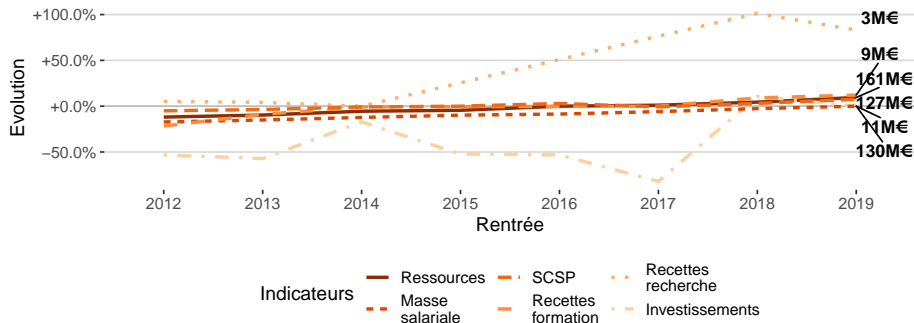 +100.0%
+50.0%
+0.0%
−50.0%
Evolution
3M€
9M€
161M€
127M€
11M€
130M€
2012 2013 2014 2015 2016 2017 2018 2019
Rentrée
Indicateurs
Ressources
Masse
salariale
SCSP
Recettes
formation
Recettes
recherche
Investissements